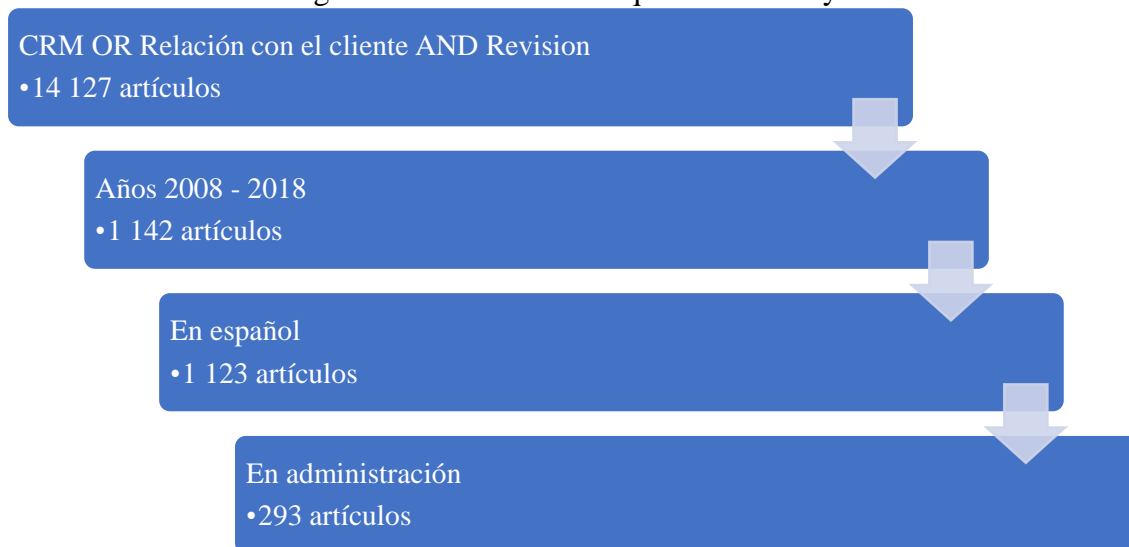 CRM OR Relación con el cliente AND Revision
•14 127 artículos
Años 2008 - 2018
•1 142 artículos
En español
•1 123 artículos
En administración
•293 artículos